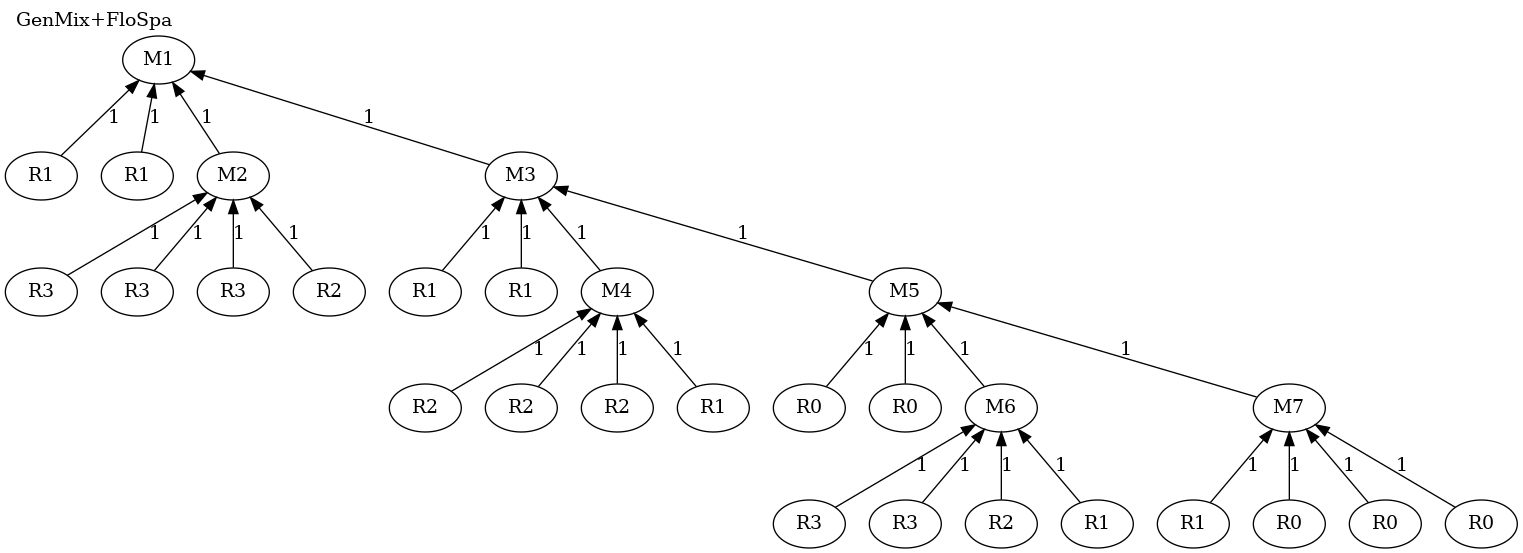 GenMix+FloSpa
M1
1 1 1 1
R1 R1 M2 M3
1 1 1 1 1 1 1 1
R3 R3 R3 R2 R1 R1 M4 M5
1 1 1 1 1 1 1 1
R2 R2 R2 R1 R0 R0 M6 M7
1 1 1 1 1 1 1 1
R3 R3 R2 R1 R1 R0 R0 R0